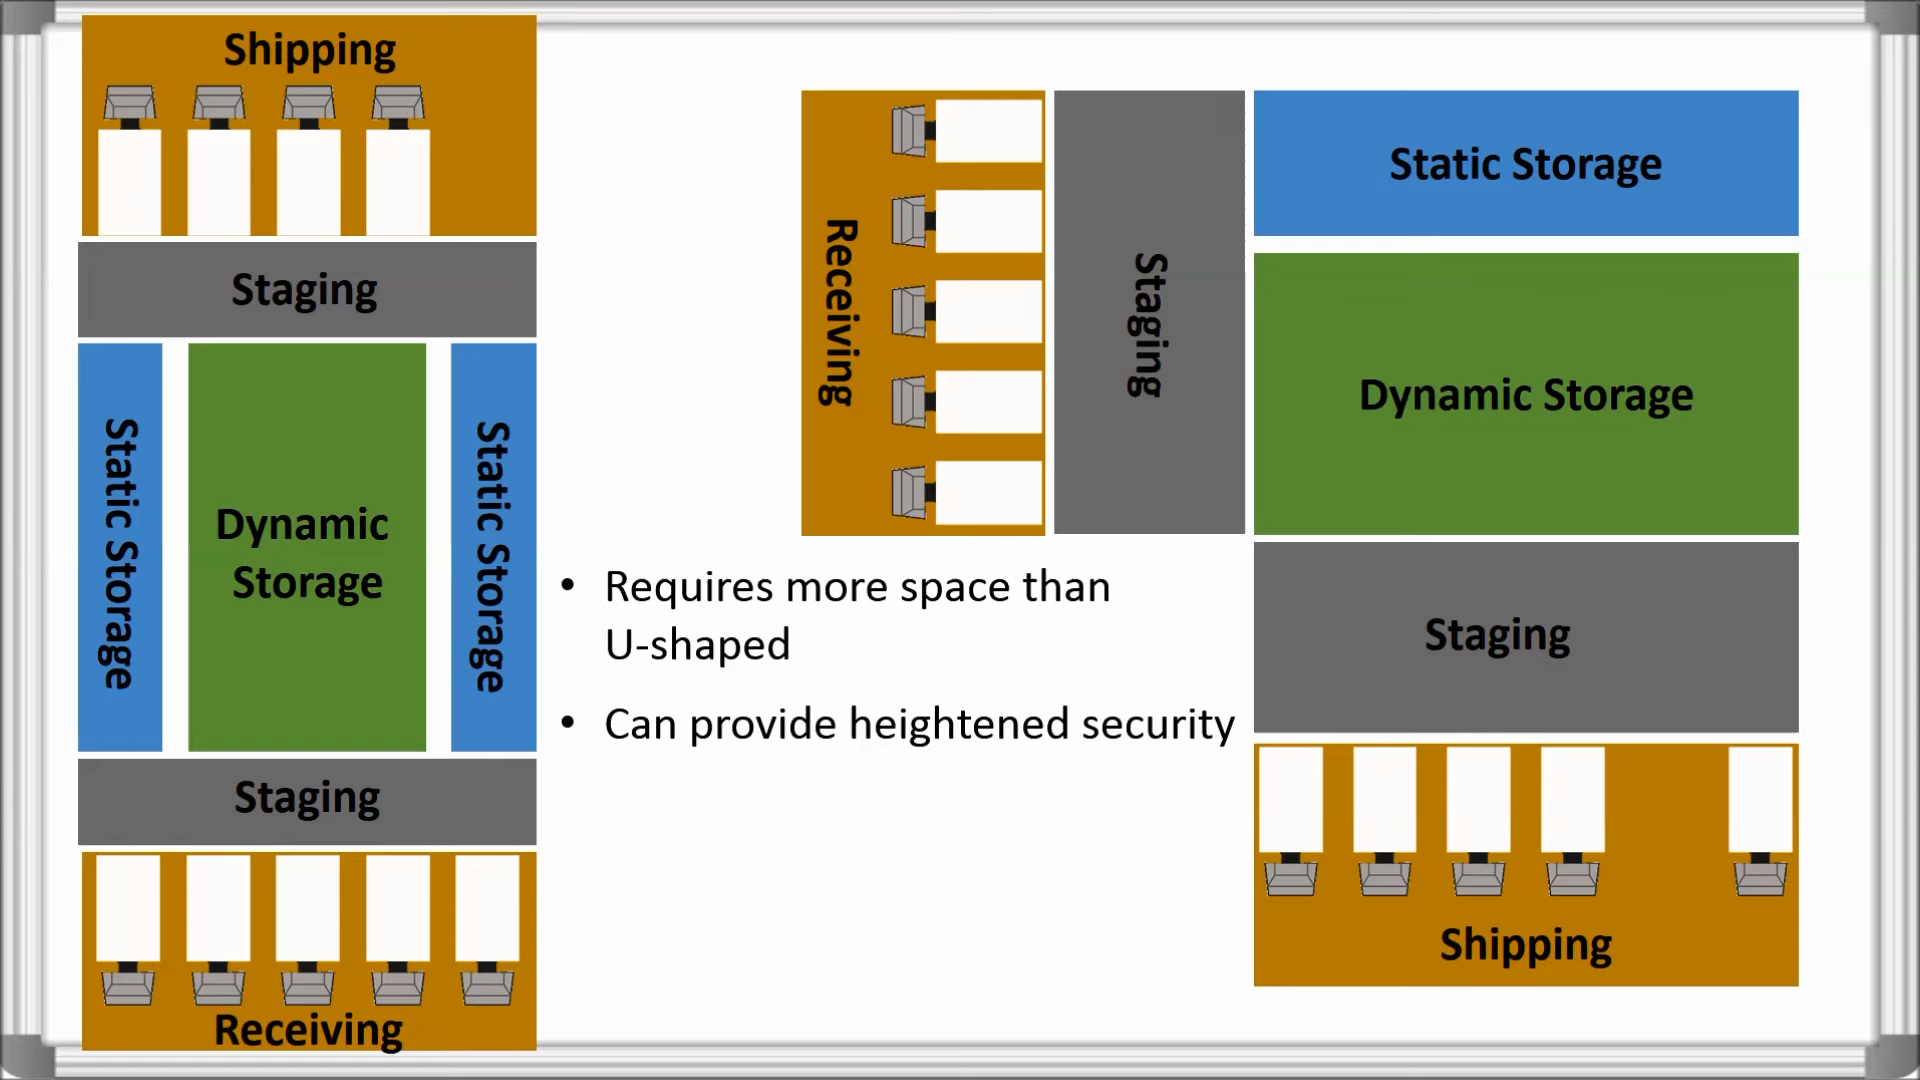 Shipping
Staging
Static Storage
Dynamic
Storage
Static Storage
Staging
Receiving
Receiving
Staging
Static Storage
Dynamic Storage
Staging
Shipping
• Requires more space than
U-shaped
• Can provide heightened security